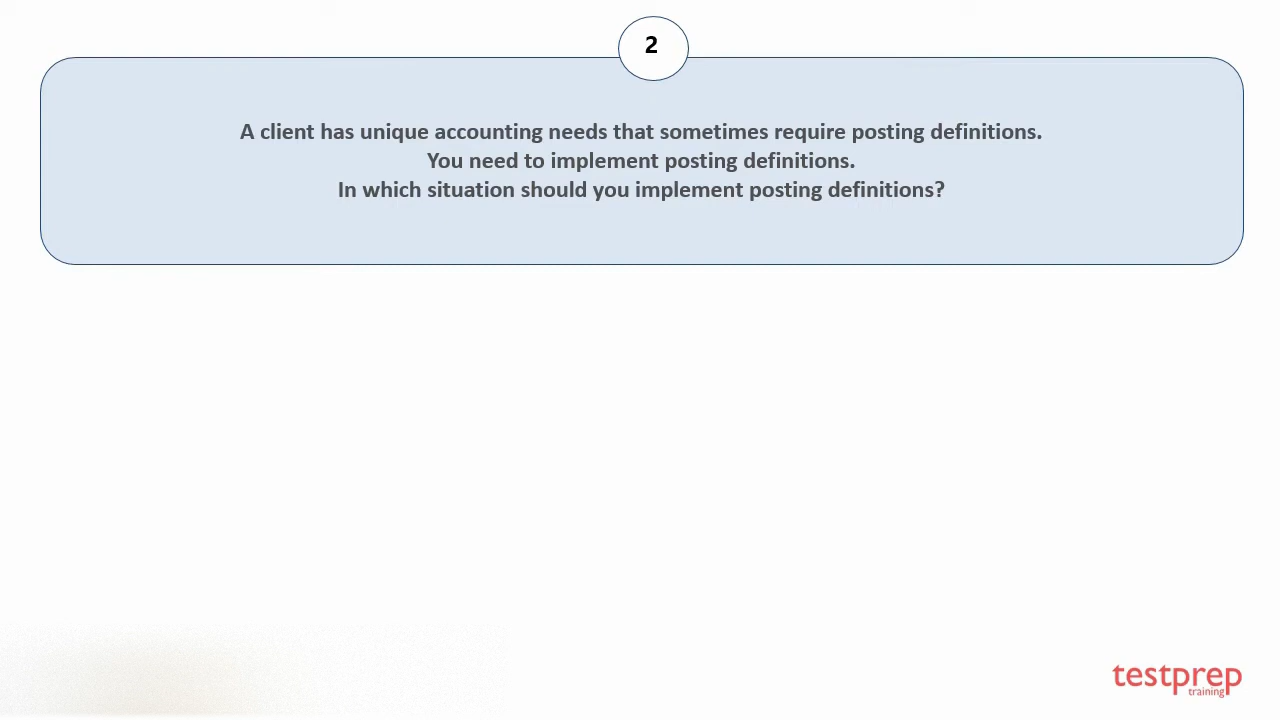 2
A client has unique accounting needs that sometimes require posting definitions.
You need to implement posting definitions.
In which situation should you implement posting definitions?
testprep
training